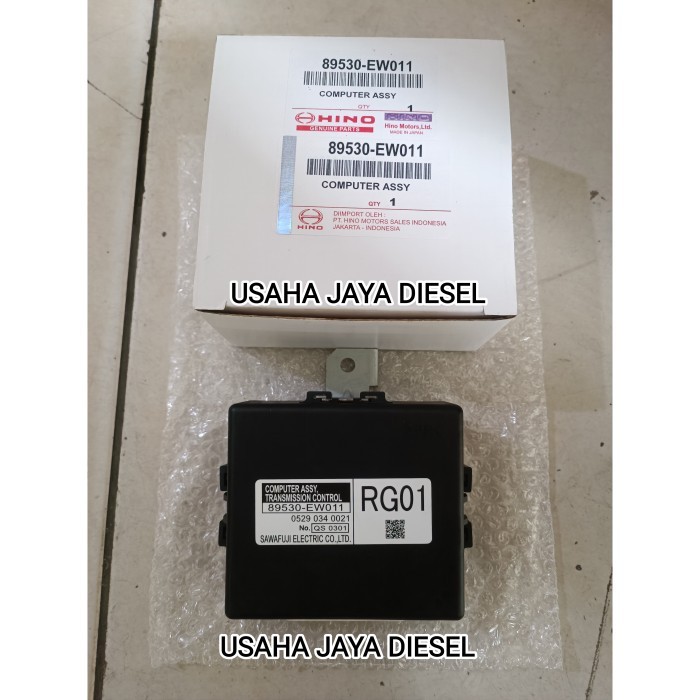 89530-EW011
COMPUTER ASSY
QTY 1
HINO
GENUINE PARTS
Hino Motors,Ltd.
MADE IN JAPAN
89530-EW011
COMPUTER ASSY
QTY 1
HINO
DIIMPORT OLEH :
PT. HINO MOTORS SALES INDONESIA
JAKARTA - INDONESIA
USAHA JAYA DIESEL
COMPUTER ASSY,
TRANSMISSION CONTROL
89530-EW011
0529 034 0021
No. QS 0301
SAWAFUJI ELECTRIC CO.,LTD.
RG01
USAHA JAYA DIESEL